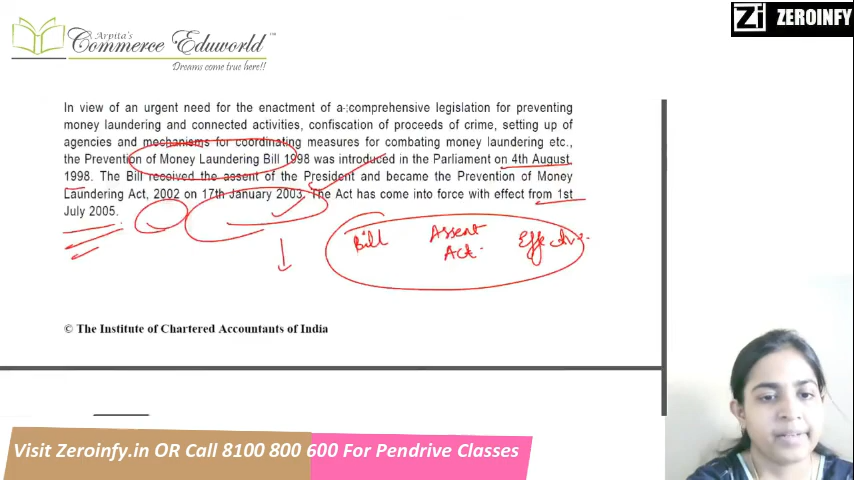 Arpita's
Commerce Eduworld™
Dreams come true here!!
Zi ZEROINFY
In view of an urgent need for the enactment of a comprehensive legislation for preventing
money laundering and connected activities, confiscation of proceeds of crime, setting up of
agencies and mechanisms for coordinating measures for combating money laundering etc.,
the Prevention of Money Laundering Bill 1998 was introduced in the Parliament on 4th August,
1998. The Bill received the assent of the President and became the Prevention of Money
Laundering Act, 2002 on 17th January 2003. The Act has come into force with effect from 1st
July 2005.
Bill Assent Effective
Act
© The Institute of Chartered Accountants of India
Visit Zeroinfy.in OR Call 8100 800 600 For Pendrive Classes